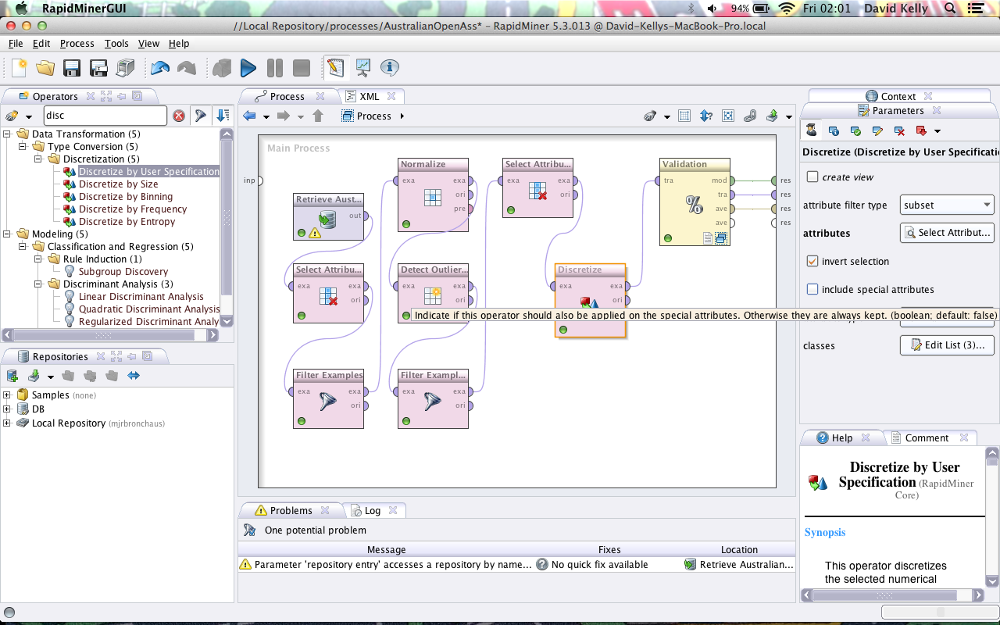 RapidMinerGUI
94% Fri 02:01 David Kelly
//Local Repository/processes/AustralianOpenAss* – RapidMiner 5.3.013 @ David-Kellys-MacBook-Pro.local
File Edit Process Tools View Help
Operators
disc
Data Transformation (5)
Type Conversion (5)
Discretization (5)
Discretize by User Specification
Discretize by Size
Discretize by Binning
Discretize by Frequency
Discretize by Entropy
Modeling (5)
Classification and Regression (5)
Rule Induction (1)
Subgroup Discovery
Discriminant Analysis (3)
Linear Discriminant Analysis
Quadratic Discriminant Analysis
Regularized Discriminant Analy
Repositories
Samples (none)
DB
Local Repository (mjrbronchaus)
Process XML
Process
Main Process
inp
Retrieve Aust...
out
Select Attribu...
exa exa
ori
Filter Examples
exa exa
ori
Normalize
exa exa
ori
pre
Detect Outlier...
exa exa
ori
Filter Exampl...
exa exa
ori
Select Attribu...
exa exa
ori
Discretize
exa exa
ori
Validation
tra mod
tra
ave
ave
res
res
res
res
Indicate if this operator should also be applied on the special attributes. Otherwise they are always kept. (boolean; default: false)
Problems Log
One potential problem
Message Fixes Location
Parameter 'repository entry' accesses a repository by name... No quick fix available Retrieve Australian...
Context
Parameters
Discretize (Discretize by User Specificatio
create view
attribute filter type subset
attributes Select Attribut...
invert selection
include special attributes
classes Edit List (3)...
Help Comment
Discretize by User
Specification (RapidMiner
Core)
Synopsis
This operator discretizes
the selected numerical